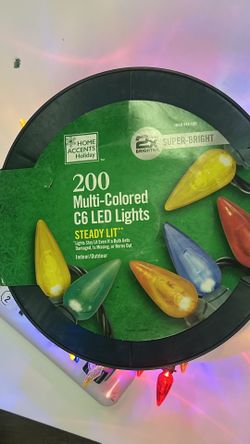 HOME
ACCENTS
Holiday
2X
BRIGHTER
SUPER-BRIGHT
200
Multi-Colored
C6 LED Lights
STEADY LIT**
*Lights Stay Lit Even If a Bulb Gets
Damaged, Is Missing, or Burns Out
Indoor/Outdoor